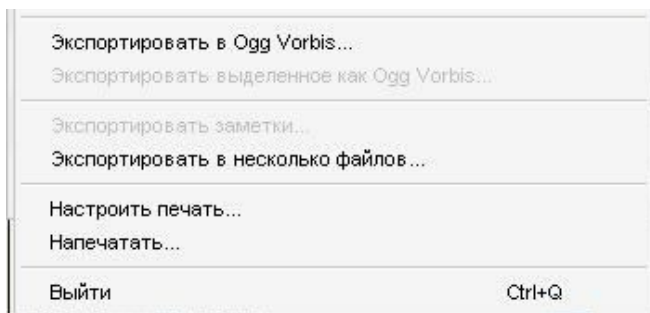 Экспортировать в Ogg Vorbis...
Экспортировать выделенное как Ogg Vorbis...
Экспортировать заметки...
Экспортировать в несколько файлов...
Настроить печать...
Напечатать...
Выйти Ctrl+Q